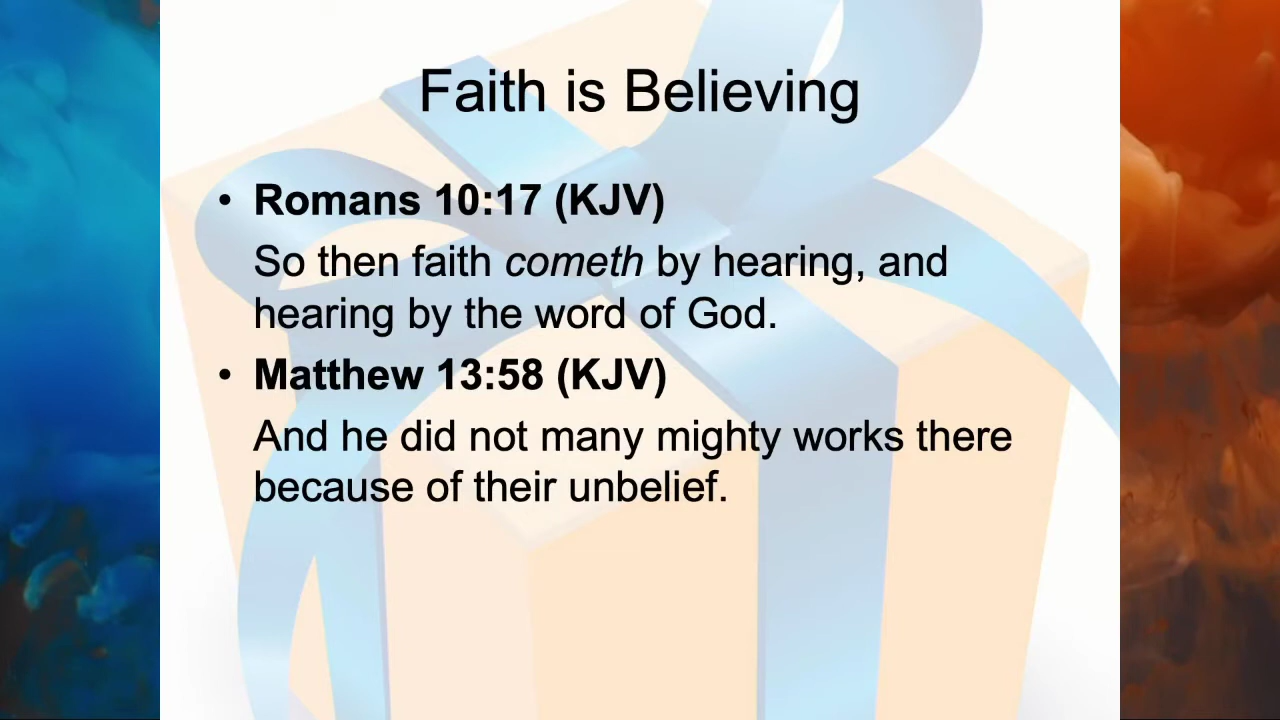 Faith is Believing
• Romans 10:17 (KJV)
So then faith cometh by hearing, and
hearing by the word of God.
• Matthew 13:58 (KJV)
And he did not many mighty works there
because of their unbelief.